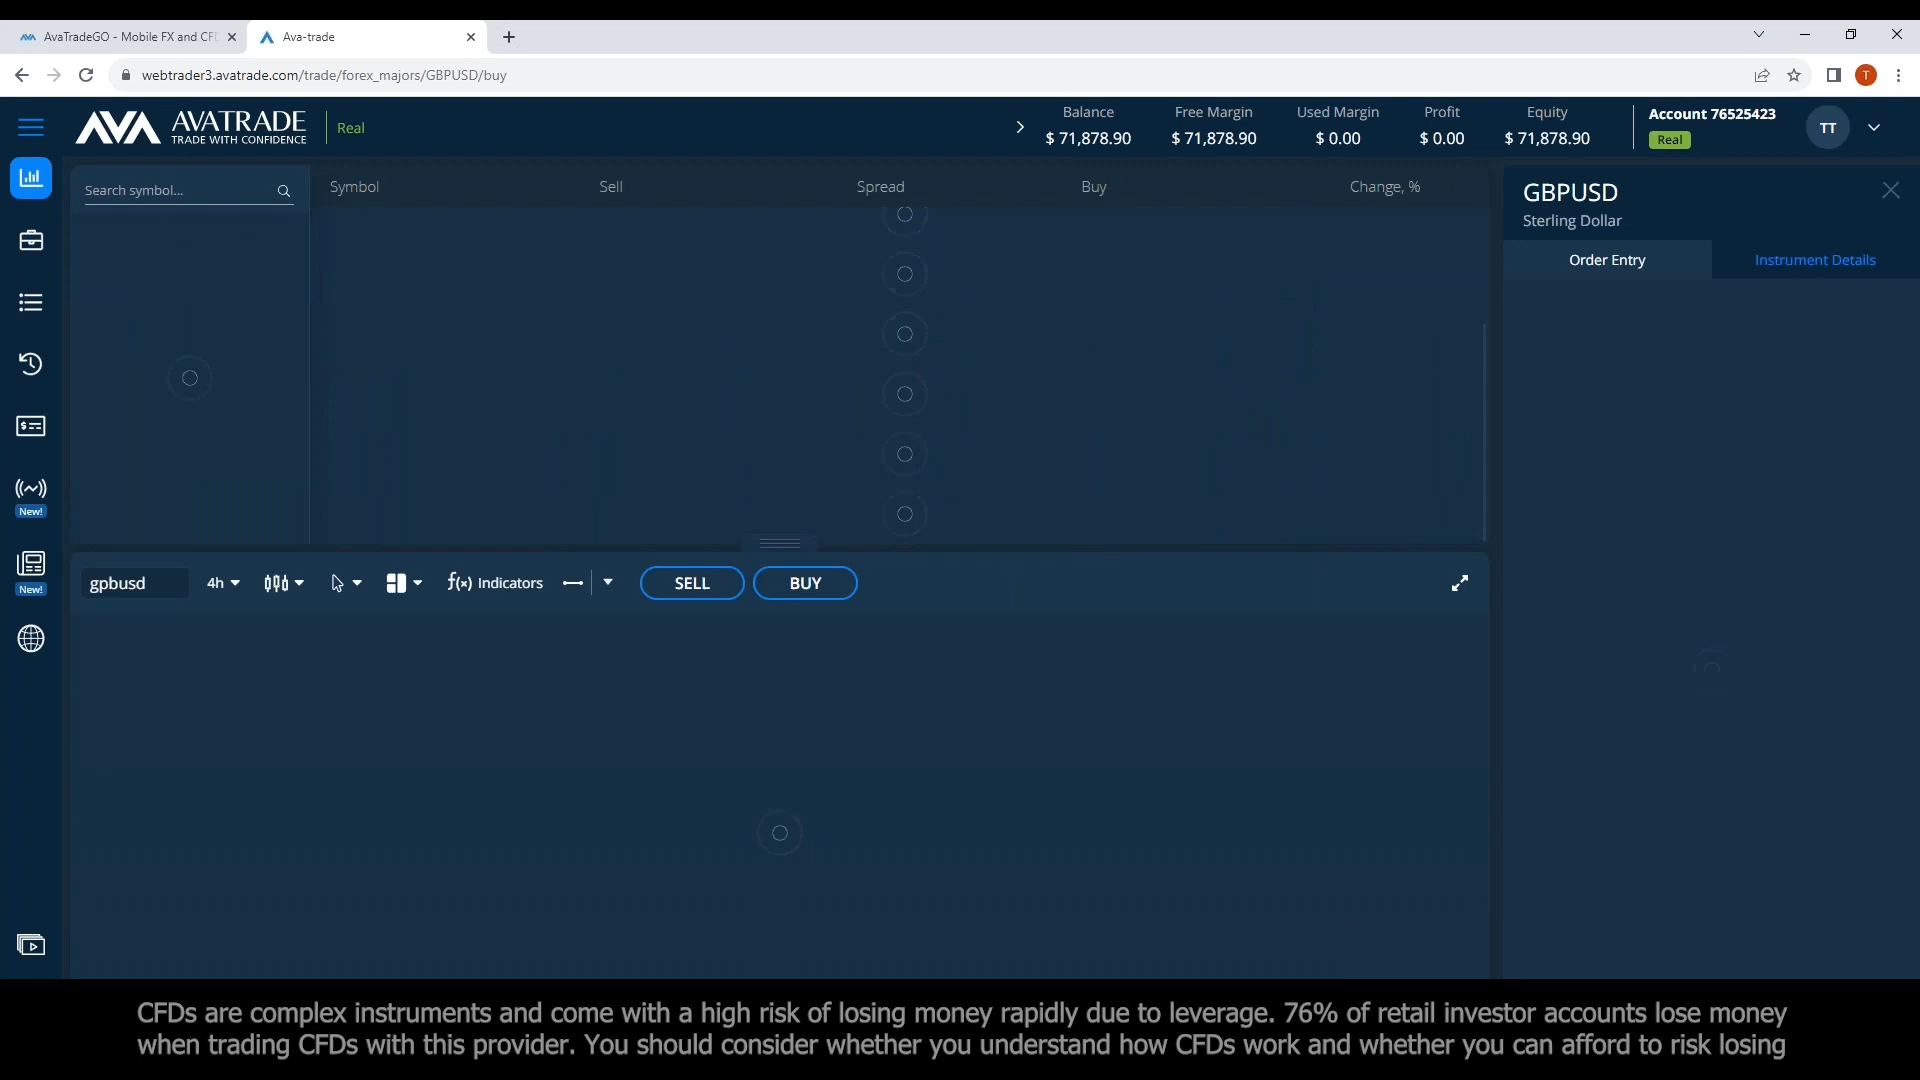 AvaTradeGO - Mobile FX and CFD
Ava-trade
webtrader3.avatrade.com/trade/forex_majors/GBPUSD/buy
T
AVA AVATRADE
TRADE WITH CONFIDENCE
Real
Balance
$ 71,878.90
Free Margin
$ 71,878.90
Used Margin
$ 0.00
Profit
$ 0.00
Equity
$ 71,878.90
Account 76525423
Real
TT
Search symbol...
Symbol Sell Spread Buy Change, %
GBPUSD
Sterling Dollar
Order Entry Instrument Details
New!
New!
gpbusd 4h f(x) Indicators SELL BUY
CFDs are complex instruments and come with a high risk of losing money rapidly due to leverage. 76% of retail investor accounts lose money
when trading CFDs with this provider. You should consider whether you understand how CFDs work and whether you can afford to risk losing